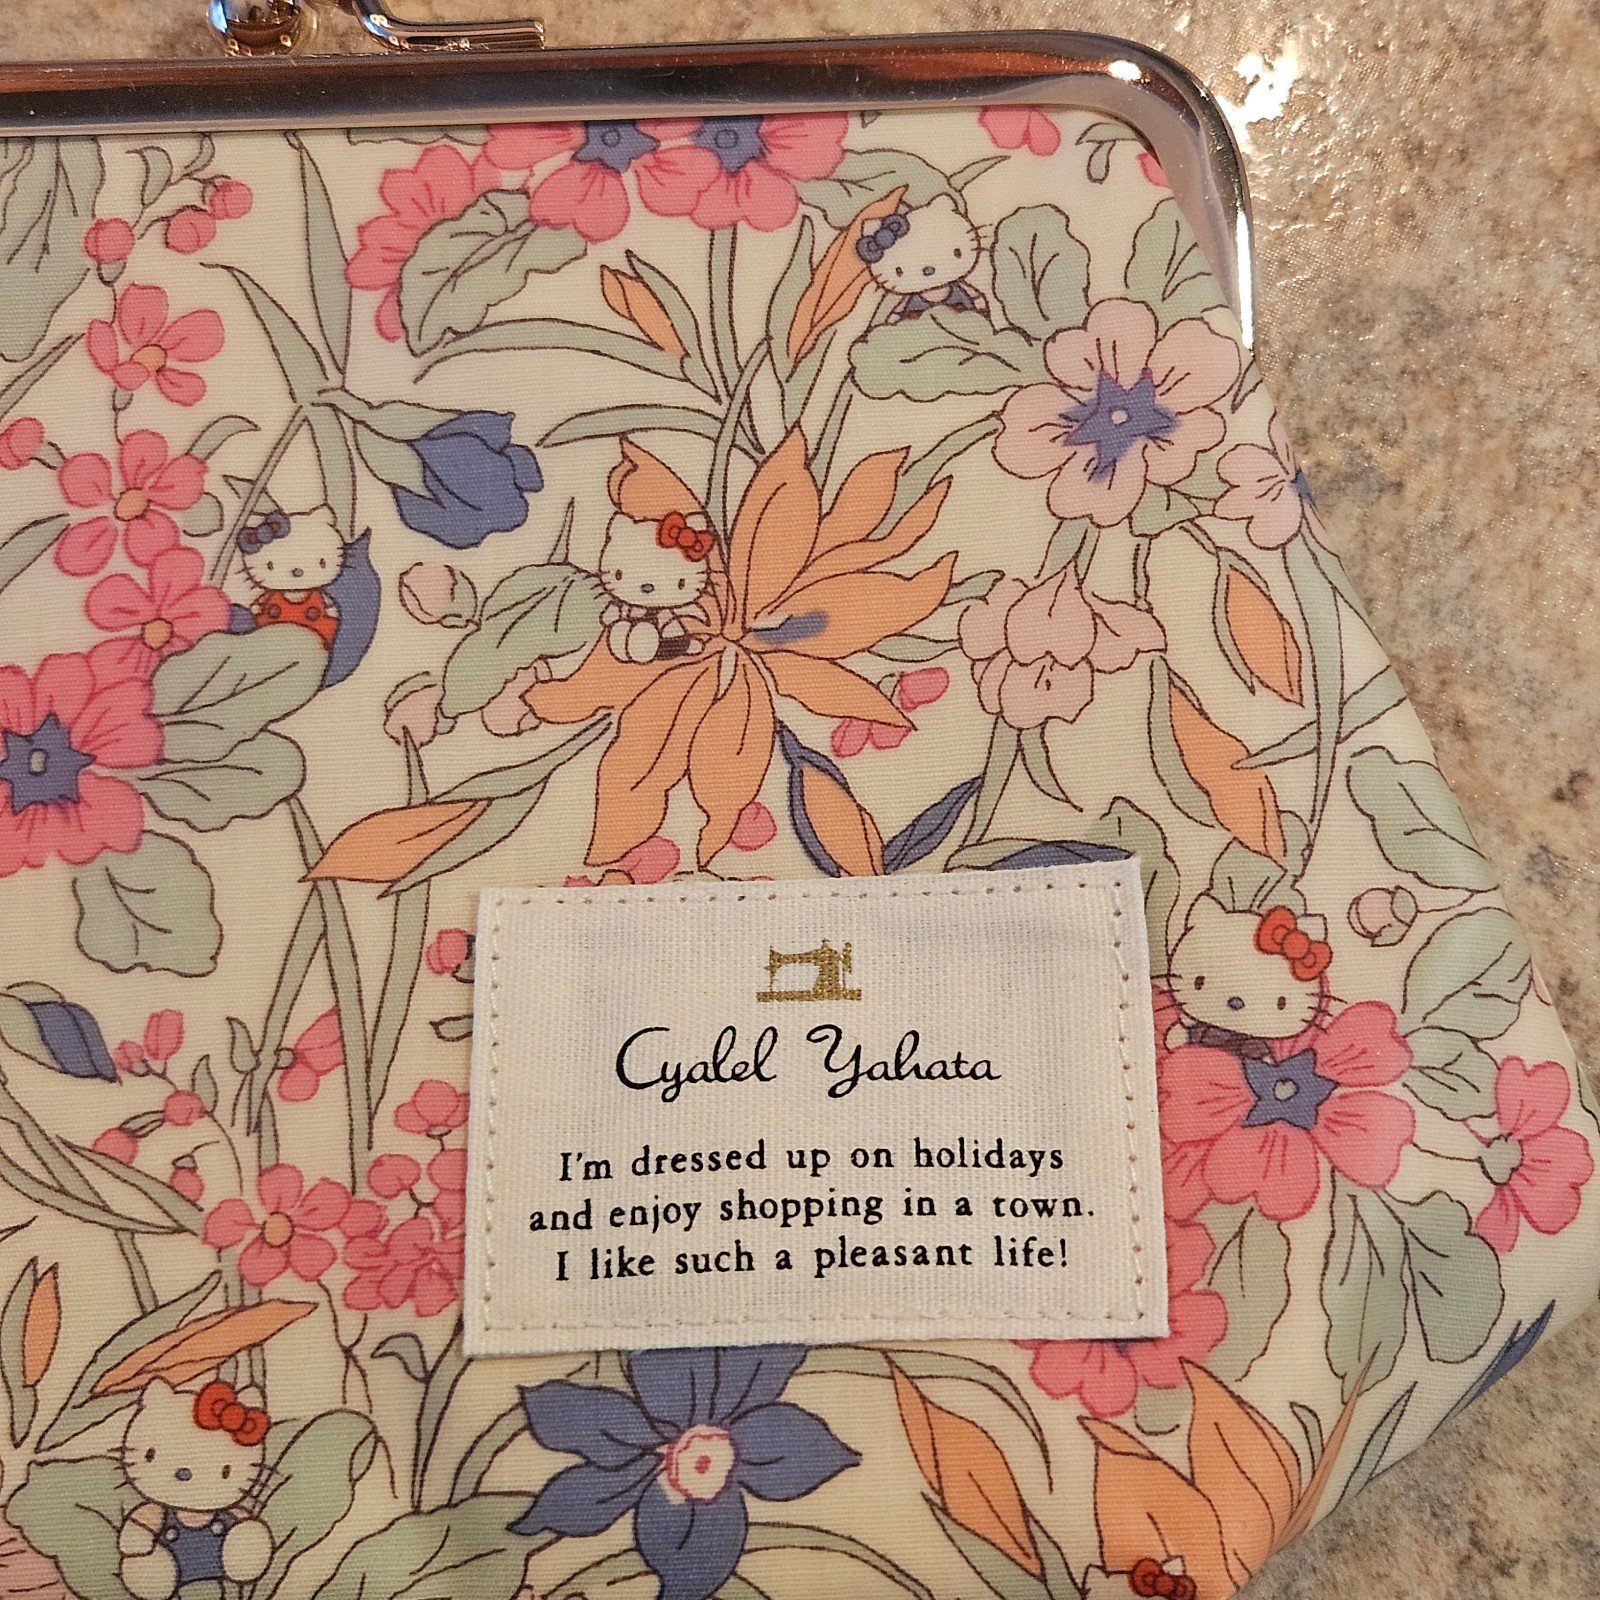 Cyalel Yahata
I'm dressed up on holidays
and enjoy shopping in a town.
I like such a pleasant life!